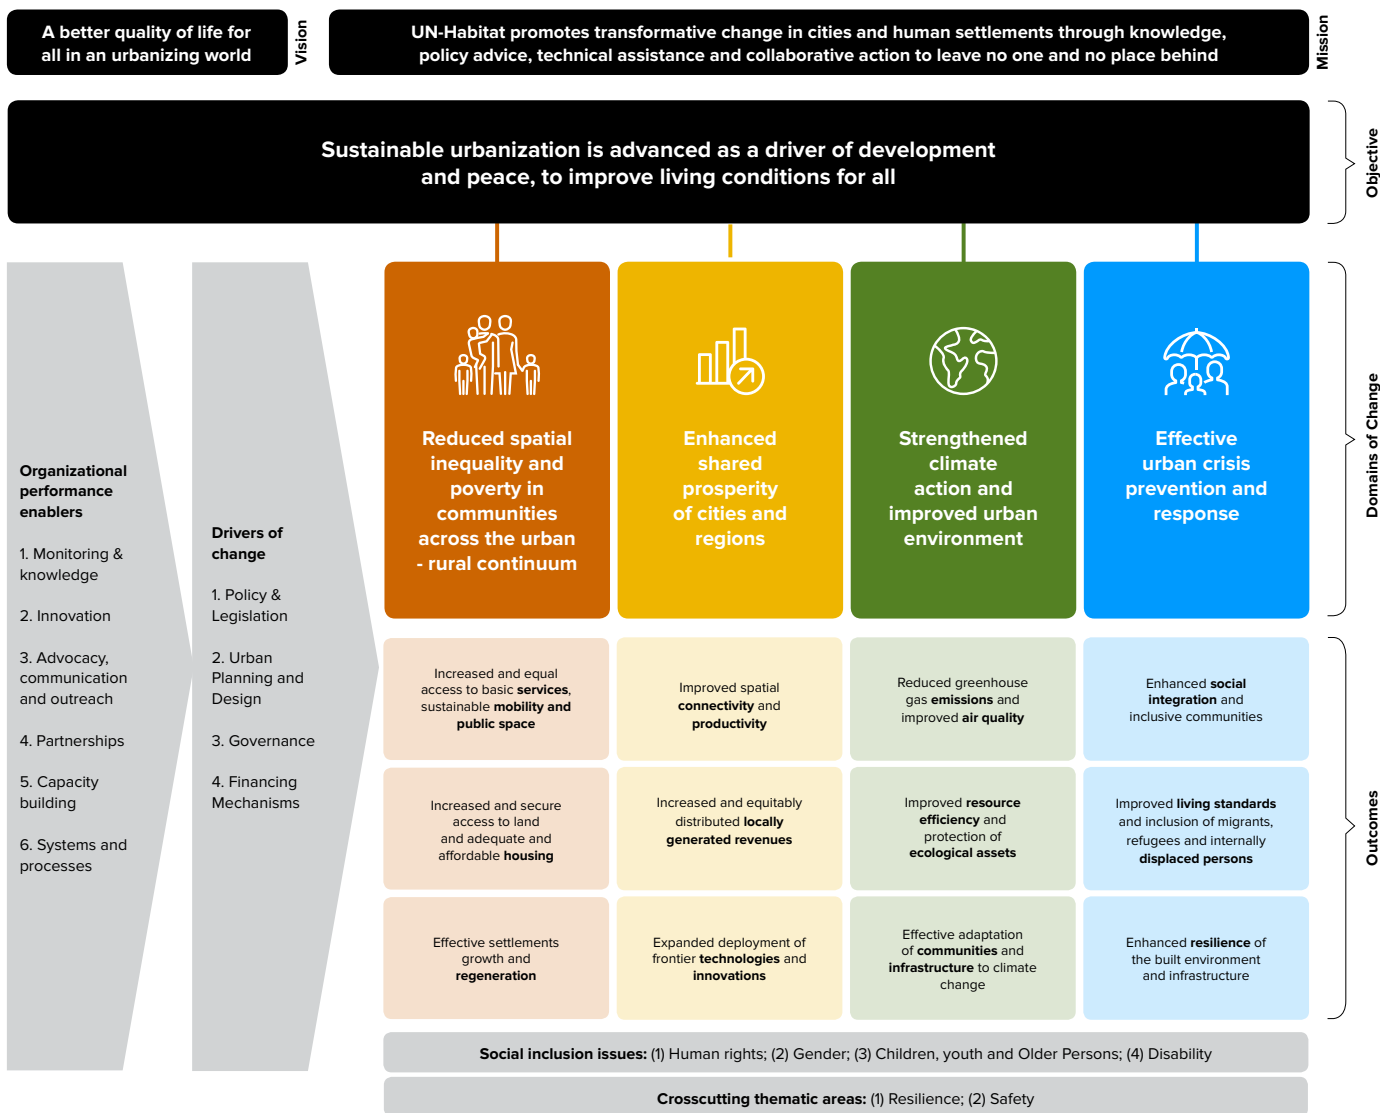 A better quality of life for
all in an urbanizing world
Vision
UN-Habitat promotes transformative change in cities and human settlements through knowledge,
policy advice, technical assistance and collaborative action to leave no one and no place behind
Mission
Sustainable urbanization is advanced as a driver of development
and peace, to improve living conditions for all
Objective
Organizational
performance
enablers
1. Monitoring &
knowledge
2. Innovation
3. Advocacy,
communication
and outreach
4. Partnerships
5. Capacity
building
6. Systems and
processes
Drivers of
change
1. Policy &
Legislation
2. Urban
Planning and
Design
3. Governance
4. Financing
Mechanisms
Reduced spatial
inequality and
poverty in
communities
across the urban
- rural continuum
Enhanced
shared
prosperity
of cities and
regions
Strengthened
climate
action and
improved urban
environment
Effective
urban crisis
prevention and
response
Domains of Change
Increased and equal
access to basic services,
sustainable mobility and
public space
Improved spatial
connectivity and
productivity
Reduced greenhouse
gas emissions and
improved air quality
Enhanced social
integration and
inclusive communities
Increased and secure
access to land
and adequate and
affordable housing
Increased and equitably
distributed locally
generated revenues
Improved resource
efficiency and
protection of
ecological assets
Improved living standards
and inclusion of migrants,
refugees and internally
displaced persons
Effective settlements
growth and
regeneration
Expanded deployment of
frontier technologies and
innovations
Effective adaptation
of communities and
infrastructure to climate
change
Enhanced resilience of
the built environment
and infrastructure
Outcomes
Social inclusion issues: (1) Human rights; (2) Gender; (3) Children, youth and Older Persons; (4) Disability
Crosscutting thematic areas: (1) Resilience; (2) Safety